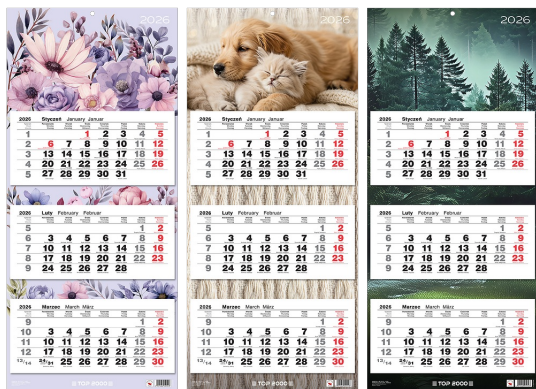 2026
2026 Styczeń January Januar
1 1 2 3 4 5
2 6 7 8 9 10 11 12
3 13 14 15 16 17 18 19
4 20 21 22 23 24 25 26
5 27 28 29 30 31
2026 Luty February Februar
5 1 2
6 3 4 5 6 7 8 9
7 10 11 12 13 14 15 16
8 17 18 19 20 21 22 23
9 24 25 26 27 28
2026 Marzec March März
9 1 2
10 3 4 5 6 7 8 9
11 10 11 12 13 14 15 16
12 17 18 19 20 21 22 23
13/14 24/31 25 26 27 28 29 30
TOP 2000
2026
2026 Styczeń January Januar
1 1 2 3 4 5
2 6 7 8 9 10 11 12
3 13 14 15 16 17 18 19
4 20 21 22 23 24 25 26
5 27 28 29 30 31
2026 Luty February Februar
5 1 2
6 3 4 5 6 7 8 9
7 10 11 12 13 14 15 16
8 17 18 19 20 21 22 23
9 24 25 26 27 28
2026 Marzec March März
9 1 2
10 3 4 5 6 7 8 9
11 10 11 12 13 14 15 16
12 17 18 19 20 21 22 23
13/14 24/31 25 26 27 28 29 30
TOP 2000
2026
2026 Styczeń January Januar
1 1 2 3 4 5
2 6 7 8 9 10 11 12
3 13 14 15 16 17 18 19
4 20 21 22 23 24 25 26
5 27 28 29 30 31
2026 Luty February Februar
5 1 2
6 3 4 5 6 7 8 9
7 10 11 12 13 14 15 16
8 17 18 19 20 21 22 23
9 24 25 26 27 28
2026 Marzec March März
9 1 2
10 3 4 5 6 7 8 9
11 10 11 12 13 14 15 16
12 17 18 19 20 21 22 23
13/14 24/31 25 26 27 28 29 30
TOP 2000